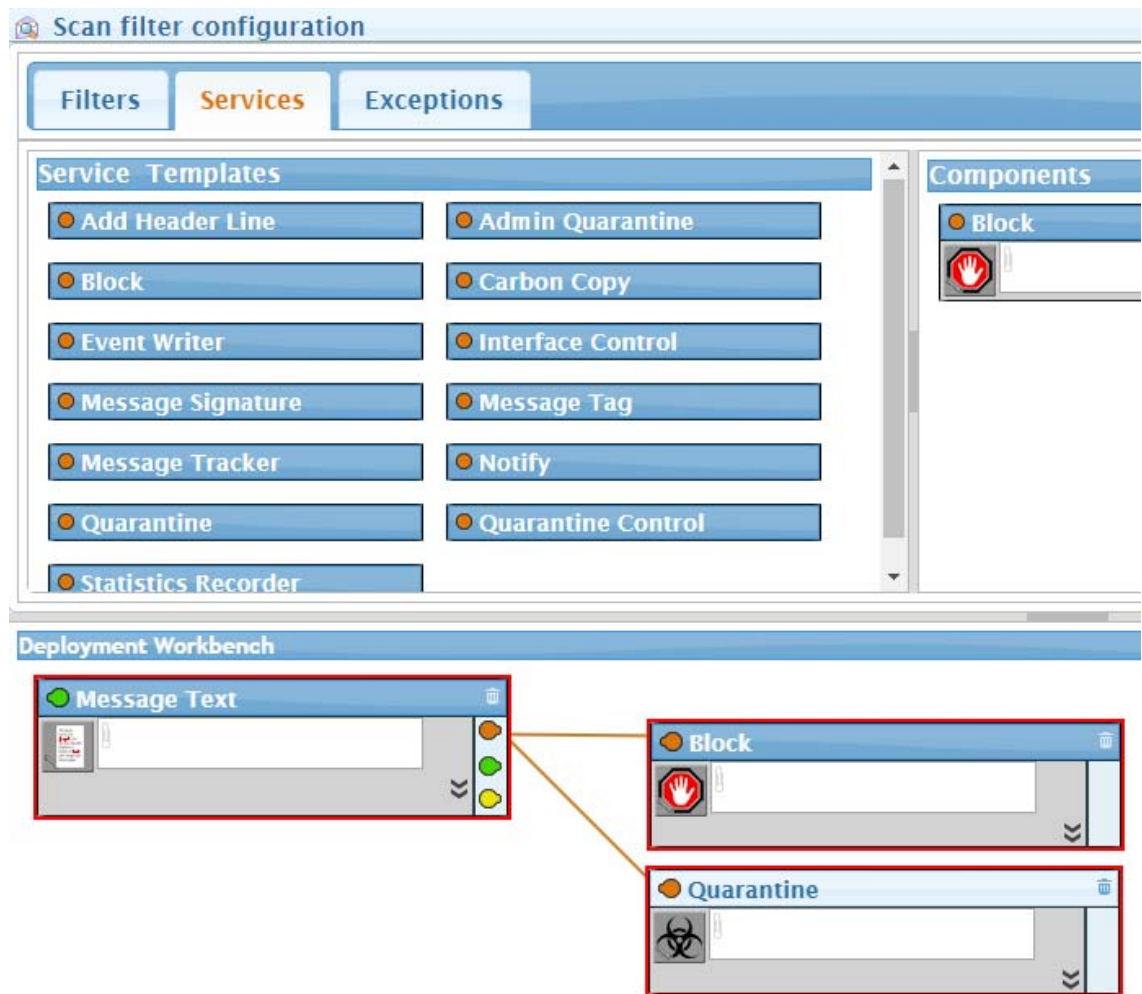 Scan filter configuration
Filters Services Exceptions
Service Templates
Components
Add Header Line Admin Quarantine
Block
Block Carbon Copy
Event Writer Interface Control
Message Signature Message Tag
Message Tracker Notify
Quarantine Quarantine Control
Statistics Recorder
Deployment Workbench
Message Text
Block
Quarantine